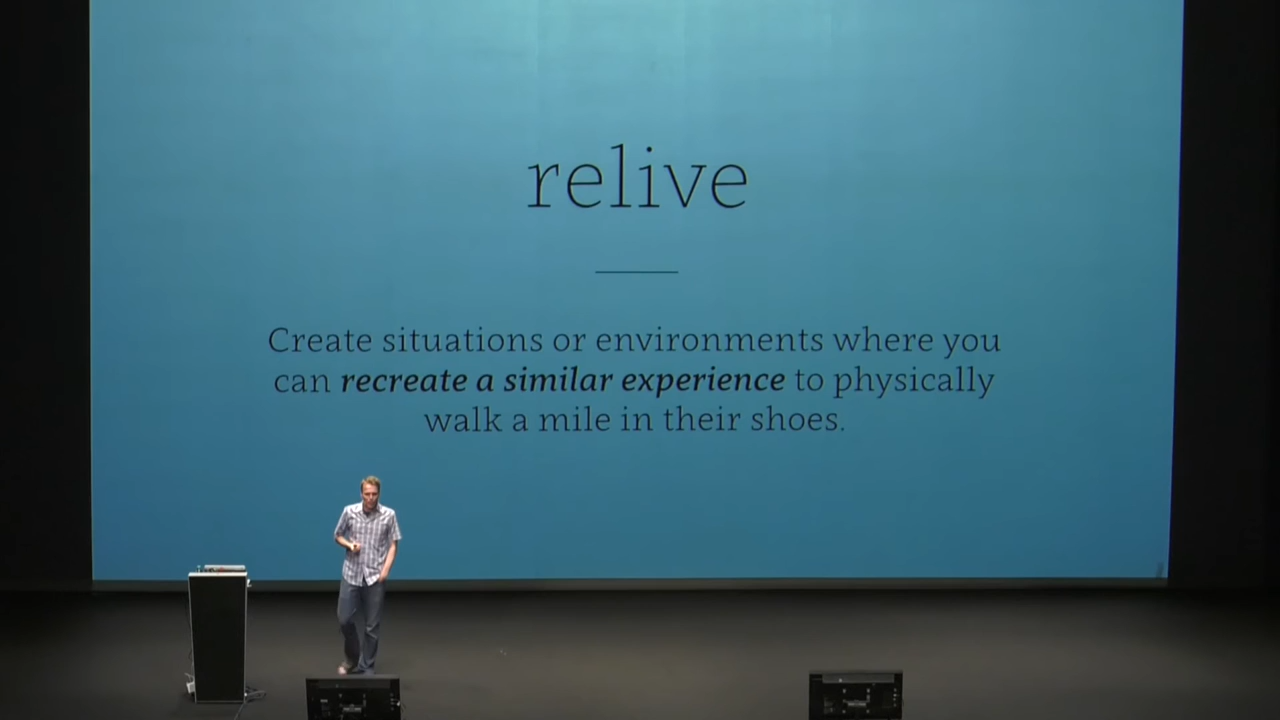 relive
Create situations or environments where you
can recreate a similar experience to physically
walk a mile in their shoes.